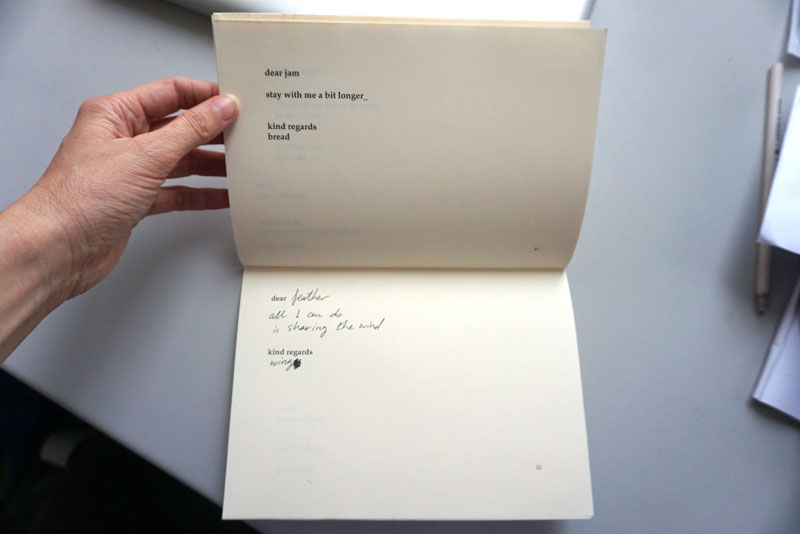 dear jam
stay with me a bit longer_
kind regards
bread
21
dear feather
all I can do
is sharing the wind
kind regards
wing